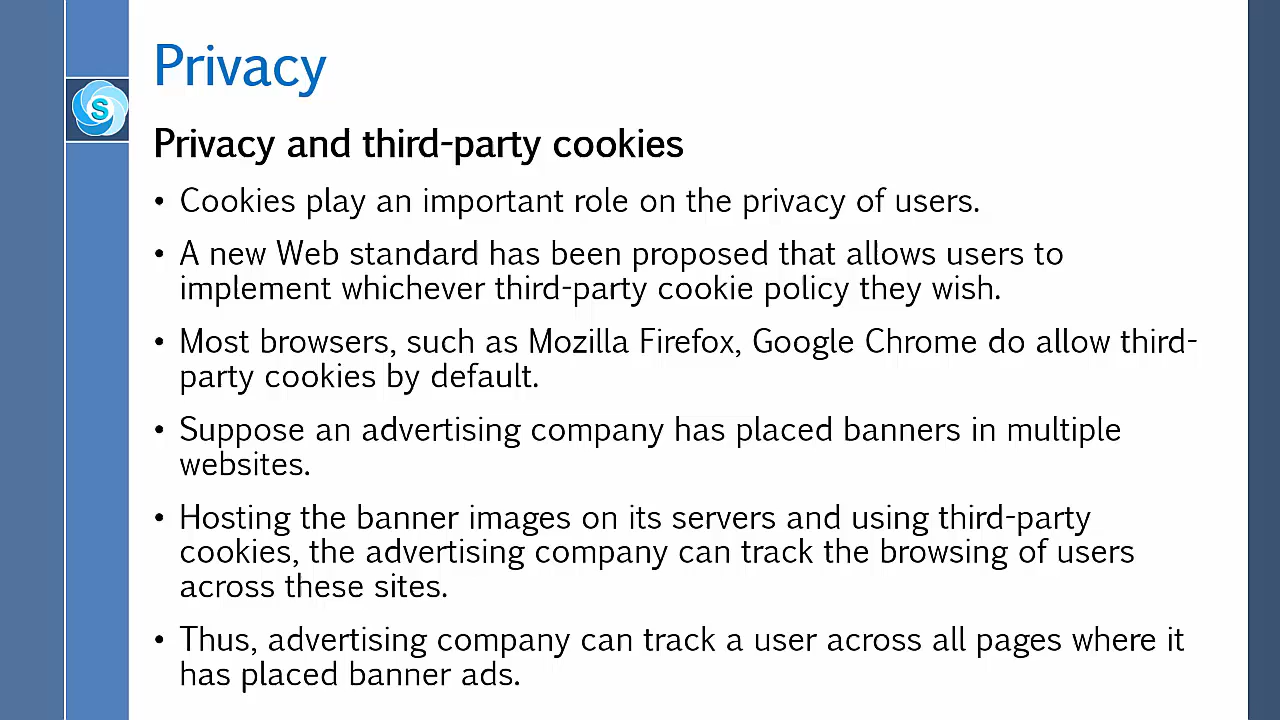 Privacy
S
Privacy and third-party cookies
• Cookies play an important role on the privacy of users.
• A new Web standard has been proposed that allows users to
implement whichever third-party cookie policy they wish.
• Most browsers, such as Mozilla Firefox, Google Chrome do allow third-
party cookies by default.
• Suppose an advertising company has placed banners in multiple
websites.
• Hosting the banner images on its servers and using third-party
cookies, the advertising company can track the browsing of users
across these sites.
• Thus, advertising company can track a user across all pages where it
has placed banner ads.